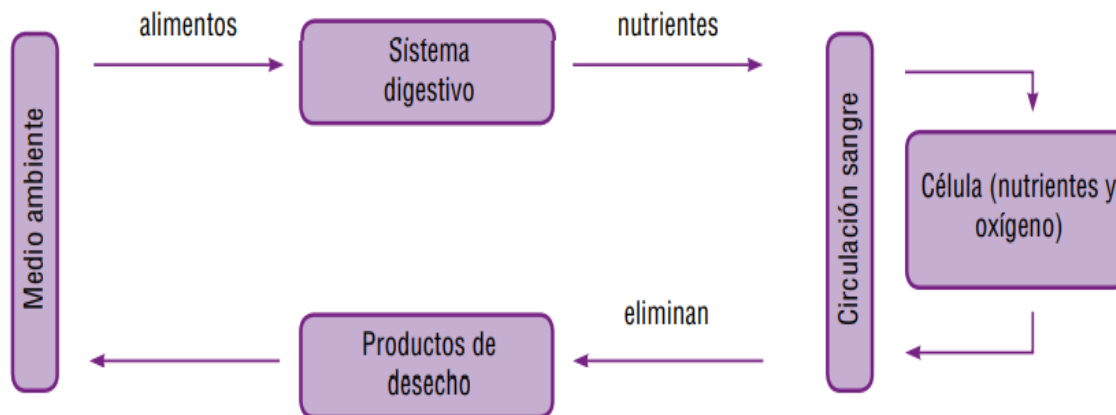 alimentos
Sistema
digestivo
nutrientes
Medio ambiente
Circulación sangre
Célula (nutrientes y
oxígeno)
eliminan
Productos de
desecho